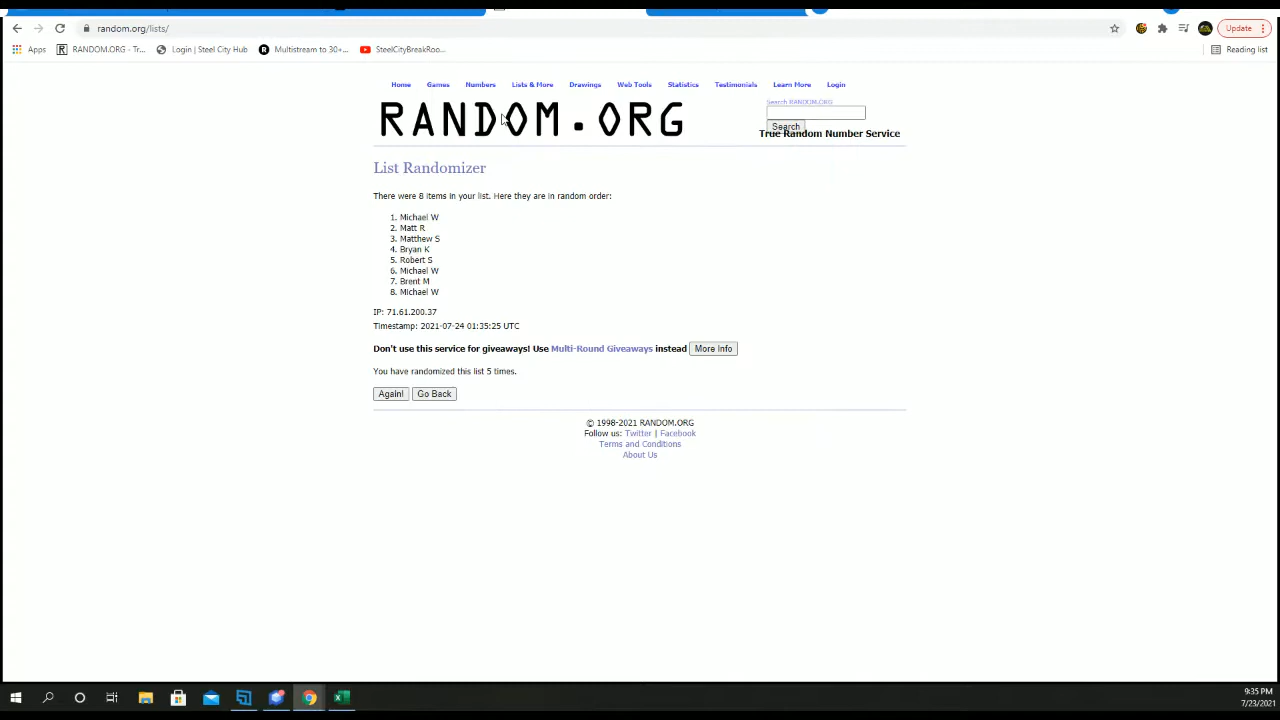 random.org/lists/
Update
Apps
RANDOM.ORG - Tr...
Login | Steel City Hub
Multistream to 30+...
SteelCityBreakRoo...
Reading list
Home Games Numbers Lists & More Drawings Web Tools Statistics Testimonials Learn More Login
RANDOM.ORG
Search RANDOM.ORG
Search
True Random Number Service
List Randomizer
There were 8 items in your list. Here they are in random order:
1. Michael W
2. Matt R
3. Matthew S
4. Bryan K
5. Robert S
6. Michael W
7. Brent M
8. Michael W
IP: 71.61.200.37
Timestamp: 2021-07-24 01:35:25 UTC
Don't use this service for giveaways! Use Multi-Round Giveaways instead More Info
You have randomized this list 5 times.
Again! Go Back
© 1998-2021 RANDOM.ORG
Follow us: Twitter | Facebook
Terms and Conditions
About Us
9:35 PM
7/23/2021